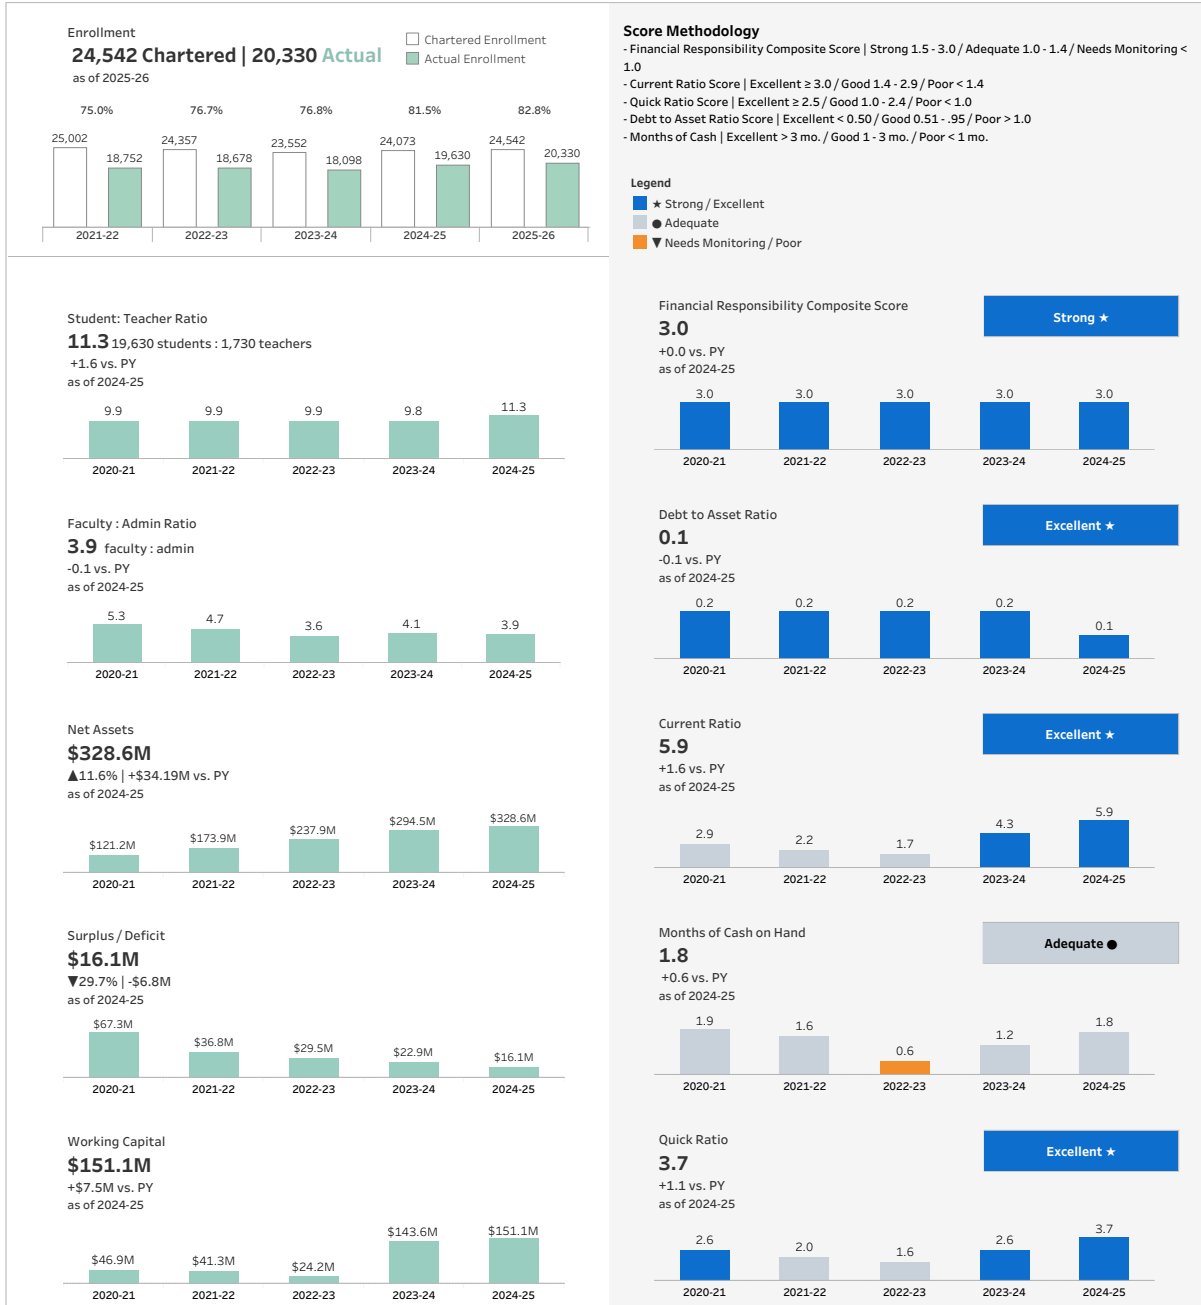 Enrollment
24,542 Chartered | 20,330 Actual
as of 2025-26
Chartered Enrollment
Actual Enrollment
75.0% 76.7% 76.8% 81.5% 82.8%
25,002 18,752 24,357 18,678 23,552 18,098 24,073 19,630 24,542 20,330
2021-22 2022-23 2023-24 2024-25 2025-26
Score Methodology
- Financial Responsibility Composite Score | Strong 1.5 - 3.0 / Adequate 1.0 - 1.4 / Needs Monitoring <
1.0
- Current Ratio Score | Excellent ≥ 3.0 / Good 1.4 - 2.9 / Poor < 1.4
- Quick Ratio Score | Excellent ≥ 2.5 / Good 1.0 - 2.4 / Poor < 1.0
- Debt to Asset Ratio Score | Excellent < 0.50 / Good 0.51 - .95 / Poor > 1.0
- Months of Cash | Excellent > 3 mo. / Good 1 - 3 mo. / Poor < 1 mo.
Legend
★ Strong / Excellent
● Adequate
▼ Needs Monitoring / Poor
Student: Teacher Ratio
11.3 19,630 students : 1,730 teachers
+1.6 vs. PY
as of 2024-25
9.9 9.9 9.9 9.8 11.3
2020-21 2021-22 2022-23 2023-24 2024-25
Faculty : Admin Ratio
3.9 faculty : admin
-0.1 vs. PY
as of 2024-25
5.3 4.7 3.6 4.1 3.9
2020-21 2021-22 2022-23 2023-24 2024-25
Net Assets
$328.6M
▲11.6% | +$34.19M vs. PY
as of 2024-25
$121.2M $173.9M $237.9M $294.5M $328.6M
2020-21 2021-22 2022-23 2023-24 2024-25
Surplus / Deficit
$16.1M
▼29.7% | -$6.8M
as of 2024-25
$67.3M $36.8M $29.5M $22.9M $16.1M
2020-21 2021-22 2022-23 2023-24 2024-25
Working Capital
$151.1M
+$7.5M vs. PY
as of 2024-25
$46.9M $41.3M $24.2M $143.6M $151.1M
2020-21 2021-22 2022-23 2023-24 2024-25
Financial Responsibility Composite Score
3.0
+0.0 vs. PY
as of 2024-25
Strong ★
3.0 3.0 3.0 3.0 3.0
2020-21 2021-22 2022-23 2023-24 2024-25
Debt to Asset Ratio
0.1
-0.1 vs. PY
as of 2024-25
Excellent ★
0.2 0.2 0.2 0.2 0.1
2020-21 2021-22 2022-23 2023-24 2024-25
Current Ratio
5.9
+1.6 vs. PY
as of 2024-25
Excellent ★
2.9 2.2 1.7 4.3 5.9
2020-21 2021-22 2022-23 2023-24 2024-25
Months of Cash on Hand
1.8
+0.6 vs. PY
as of 2024-25
Adequate ●
1.9 1.6 0.6 1.2 1.8
2020-21 2021-22 2022-23 2023-24 2024-25
Quick Ratio
3.7
+1.1 vs. PY
as of 2024-25
Excellent ★
2.6 2.0 1.6 2.6 3.7
2020-21 2021-22 2022-23 2023-24 2024-25